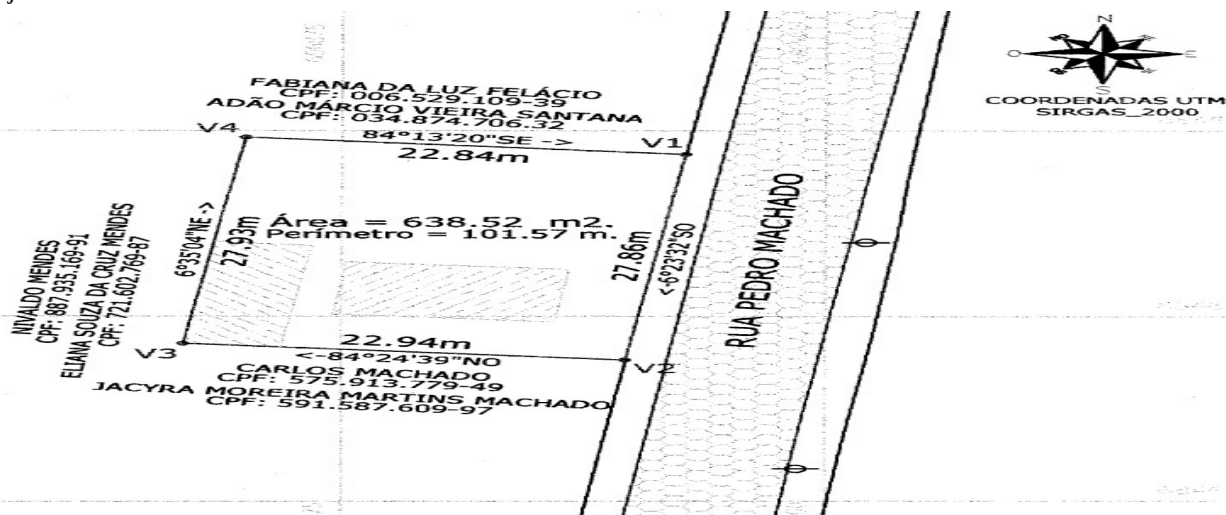 N
O
E
S
COORDENADAS UTM
SIRGAS_2000
FABIANA DA LUZ FELÁCIO
CPF: 006.529.109-39
ADÃO MÁRCIO VIEIRA SANTANA
CPF: 034.874.706.32
V4
84°13'20"SE ->
V1
22.84m
6°35'04"NE ->
27.93m
Área = 638.52 m2.
Perímetro = 101.57 m.
27.86m
<-6°23'32"SO
RUA PEDRO MACHADO
NIVALDO MENDES
CPF: 887.935.169-91
ELIANA SOUZA DA CRUZ MENDES
CPF: 721.602.769-87
V3
22.94m
<-84°24'39"NO
V2
CARLOS MACHADO
CPF: 575.913.779-49
JACYRA MOREIRA MARTINS MACHADO
CPF: 591.587.609-97